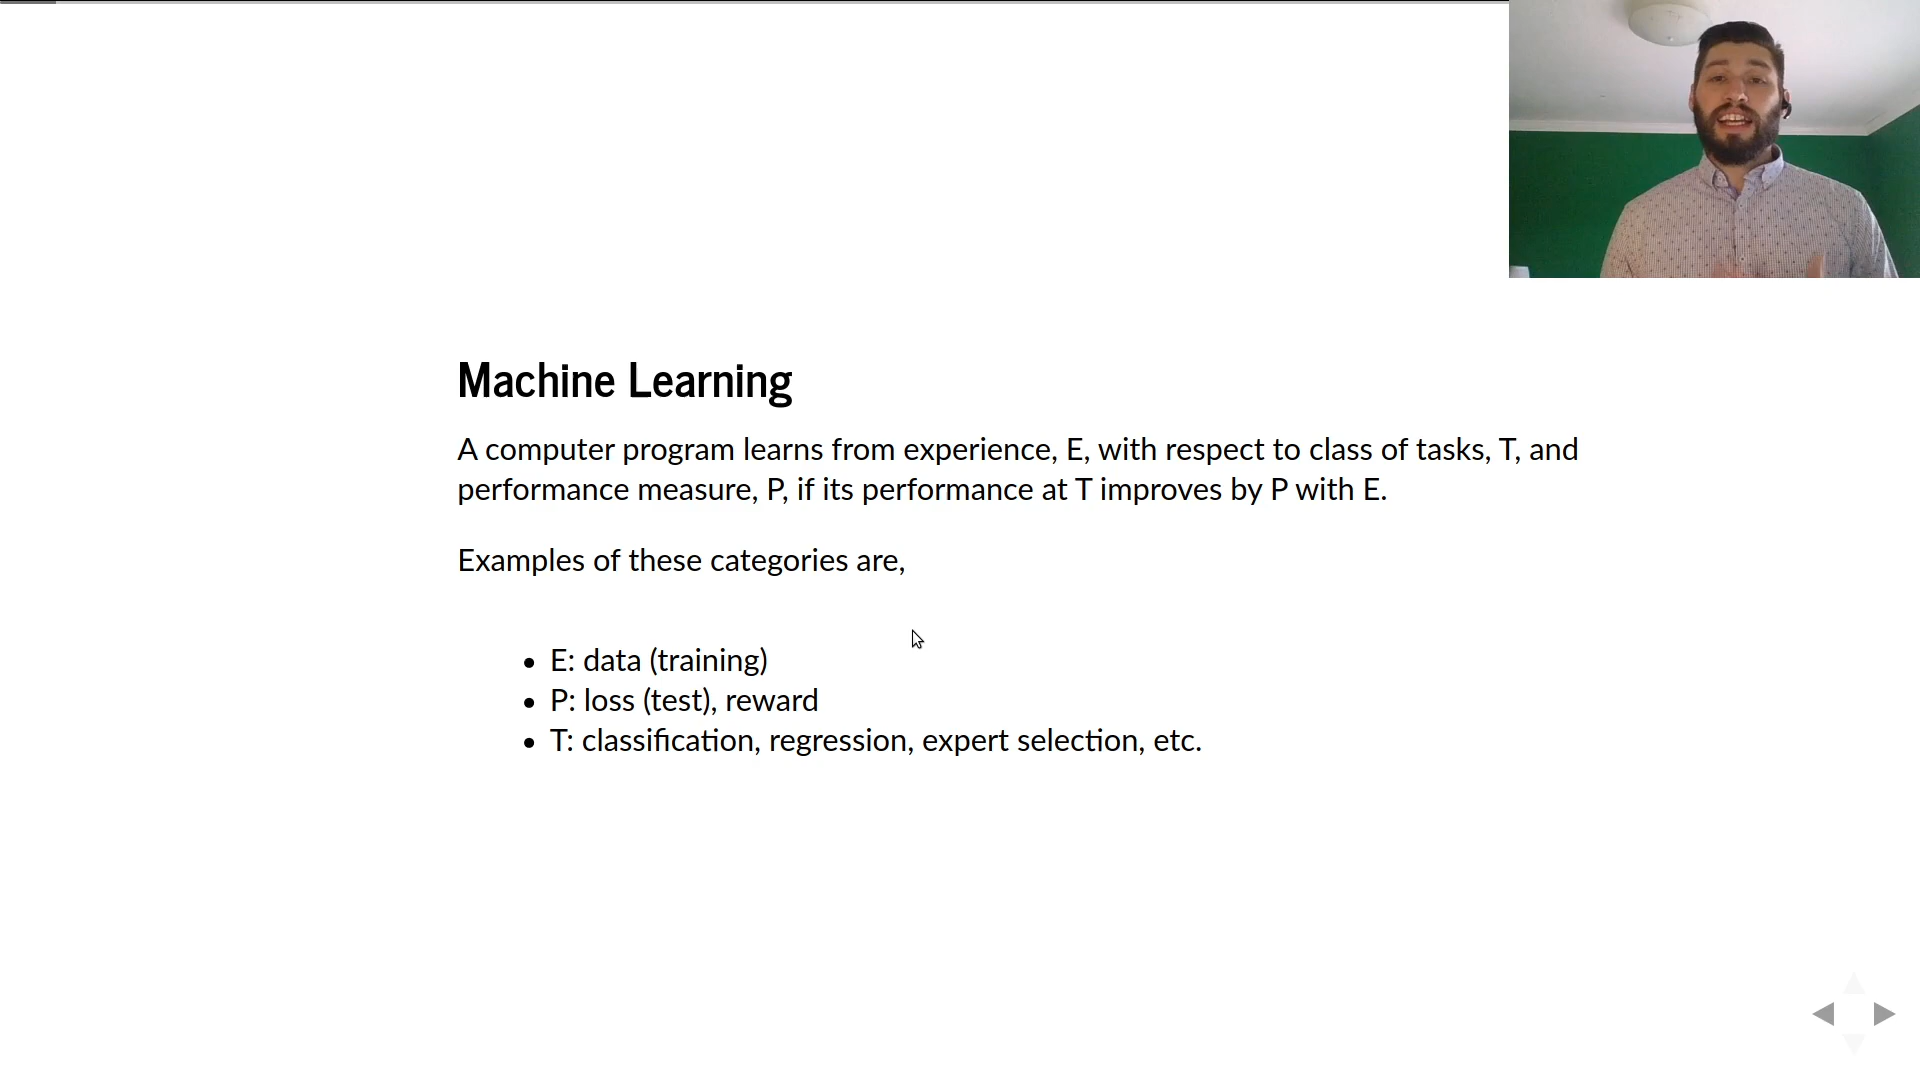 Machine Learning
A computer program learns from experience, E, with respect to class of tasks, T, and
performance measure, P, if its performance at T improves by P with E.
Examples of these categories are,
• E: data (training)
• P: loss (test), reward
• T: classification, regression, expert selection, etc.